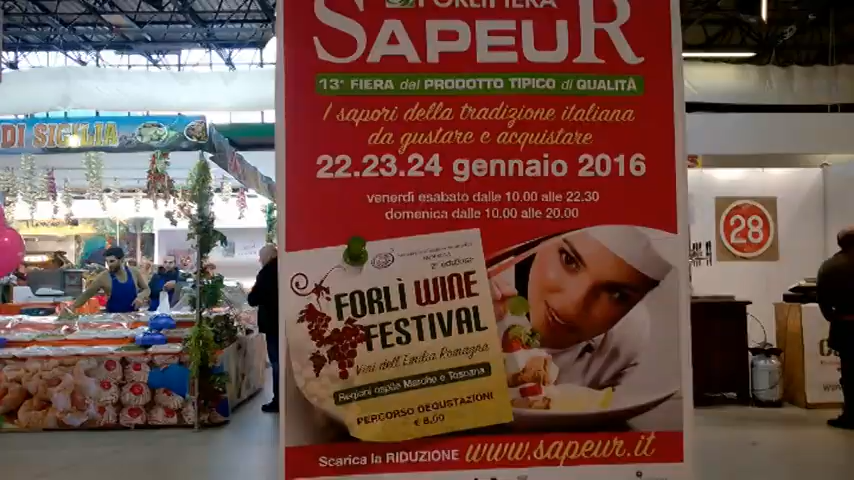 FORLIFIERA
SAPEUR
13ª FIERA del PRODOTTO TIPICO di QUALITÀ
I sapori della tradizione italiana
da gustare e acquistare
22.23.24 gennaio 2016
venerdì esabato dalle 10.00 alle 22.30
domenica dalle 10.00 alle 20.00
DI SICILIA
28
2ª edizione
FORLÌ WINE
FESTIVAL
Vini dell'Emilia Romagna
Regioni ospiti Marche e Toscana
PERCORSO DEGUSTAZIONI
€ 8,00
Scarica la RIDUZIONE www.sapeur.it